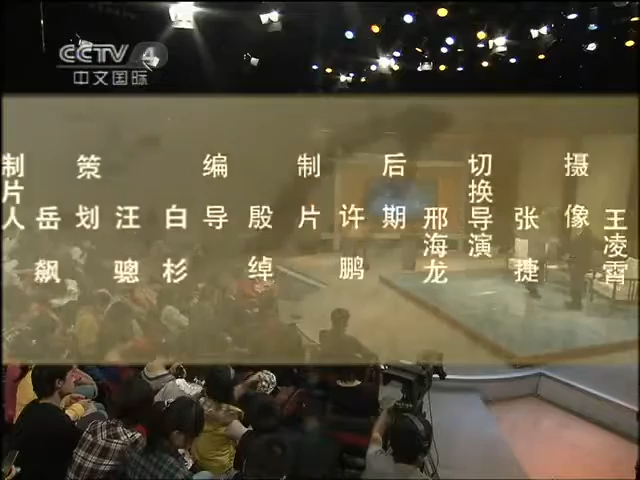 CCTV 4
中文国际
制片人
岳飙
策划
汪骢
白杉
编导
殷绰
制片
许鹏
后期
邢海龙
切换导演
张捷
摄像
王凌霄